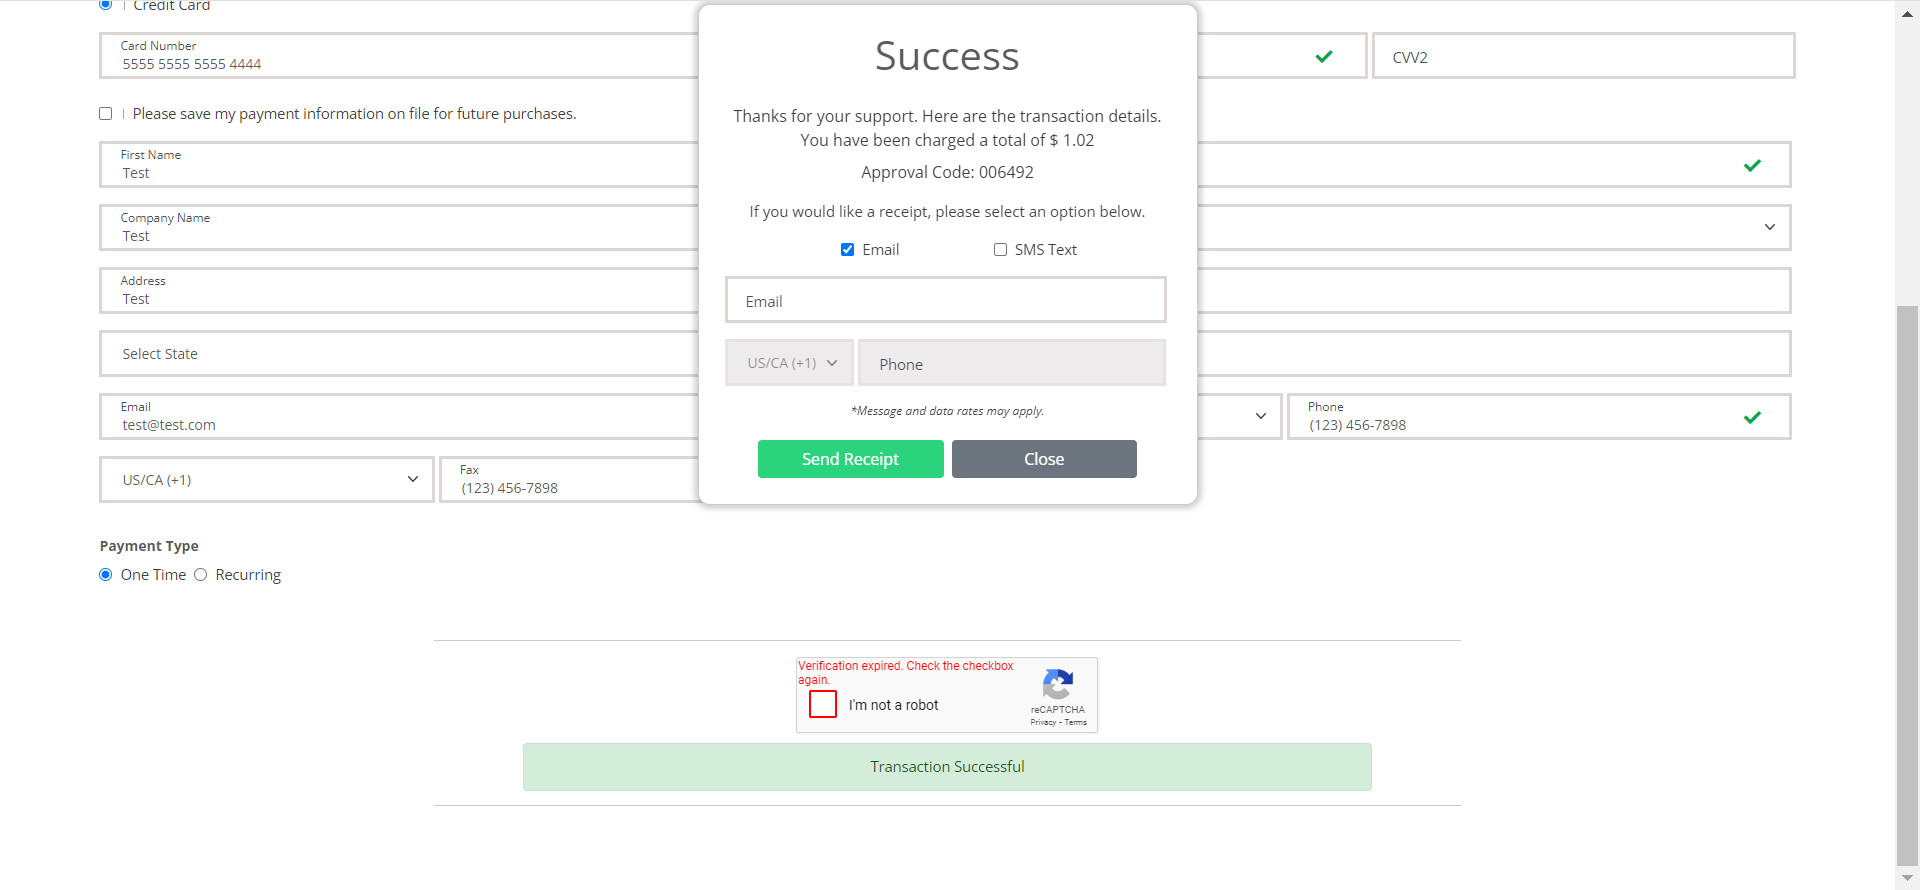 Credit Card
Card Number
5555 5555 5555 4444
CVV2
Please save my payment information on file for future purchases.
First Name
Test
Company Name
Test
Address
Test
Select State
Email
test@test.com
Phone
(123) 456-7898
US/CA (+1)
Fax
(123) 456-7898
Success
Thanks for your support. Here are the transaction details.
You have been charged a total of $ 1.02
Approval Code: 006492
If you would like a receipt, please select an option below.
Email
SMS Text
Email
US/CA (+1)
Phone
*Message and data rates may apply.
Send Receipt
Close
Payment Type
One Time
Recurring
Verification expired. Check the checkbox
again.
I'm not a robot
reCAPTCHA
Privacy - Terms
Transaction Successful